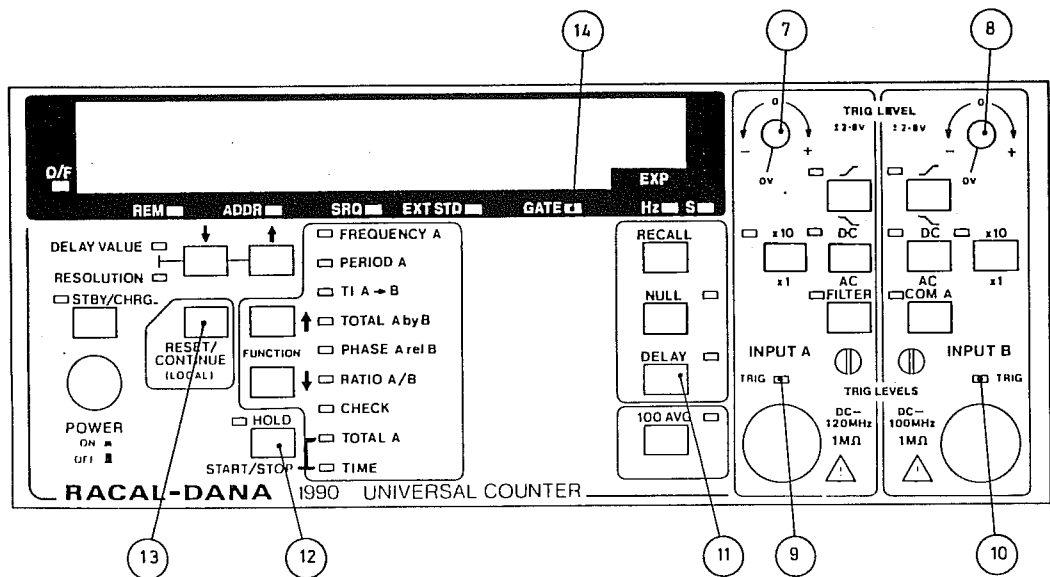 14
7
8
O/F
EXP
REM ADDR SRQ EXT STD GATE Hz S
TRIG LEVEL
±2-8V ±2-8V
0 0
- + - +
0V 0V
DELAY VALUE
RESOLUTION
STBY/CHRG
RESET/
CONTINUE
(LOCAL)
POWER
ON
OFF
FUNCTION
HOLD
START/STOP
FREQUENCY A
PERIOD A
TI A → B
TOTAL A by B
PHASE A rel B
RATIO A/B
CHECK
TOTAL A
TIME
RECALL
NULL
DELAY
100 AVG
x10 DC DC x10
x1 AC AC x1
FILTER COM A
INPUT A INPUT B
TRIG TRIG
TRIG LEVELS
DC-
120MHz
1MΩ
DC-
100MHz
1MΩ
RACAL-DANA 1990 UNIVERSAL COUNTER
13
12
11
9
10